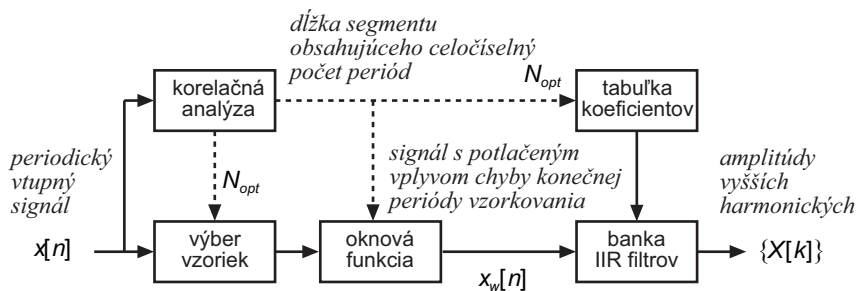 dĺžka segmentu
obsahujúceho celočíselný
počet periód
korelačná
analýza
N_opt
tabuľka
koeficientov
periodický
vtupný
signál
N_opt
signál s potlačeným
vplyvom chyby konečnej
periódy vzorkovania
amplitúdy
vyšších
harmonických
x[n]
výber
vzoriek
oknová
funkcia
x_w[n]
banka
IIR filtrov
{X[k]}